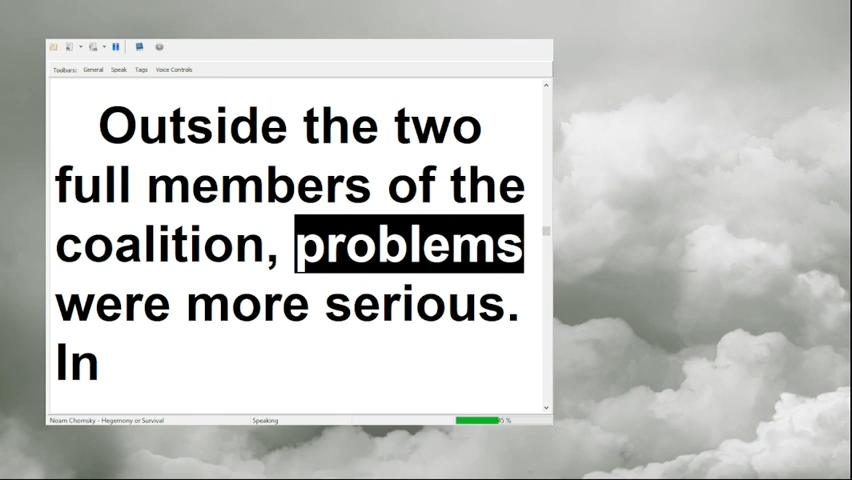 Toolbars: General Speak Tags Voice Controls
Outside the two
full members of the
coalition, problems
were more serious.
In
Noam Chomsky - Hegemony or Survival Speaking